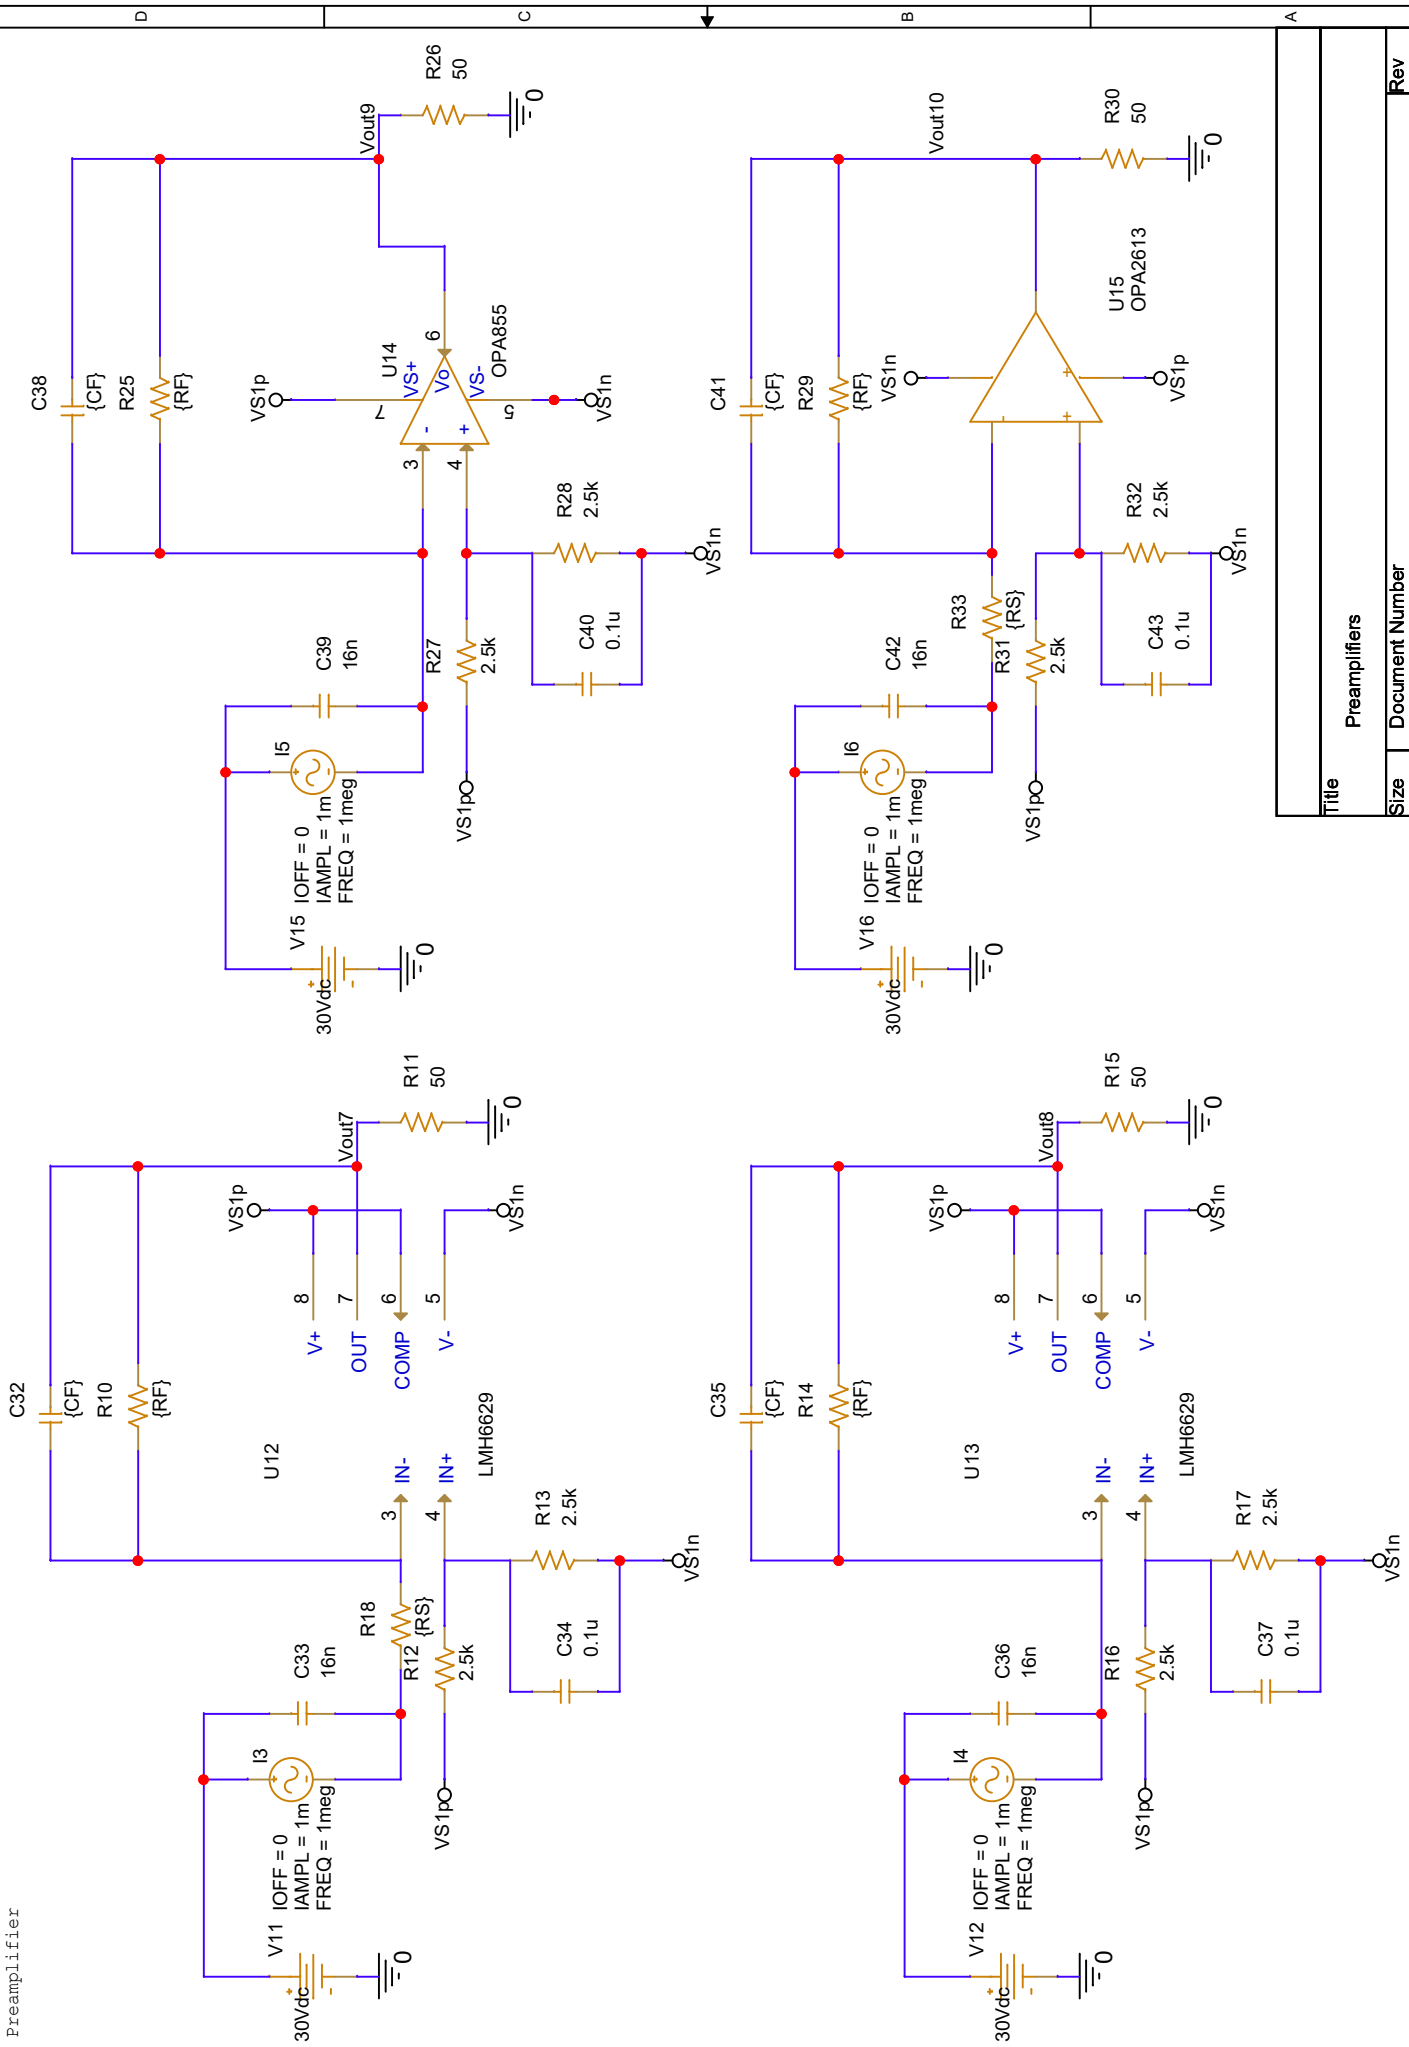 Preamplifier
D
C
B
A
C32
{CF}
R10
{RF}
U12
VS1p
Vout7
R11
50
0
V+
8
OUT
7
COMP
6
V-
5
VS1n
3
IN-
4
IN+
LMH6629
R18
{RS}
R12
2.5k
R13
2.5k
C34
0.1u
VS1n
VS1p
C33
16n
I3
+
-
IOFF = 0
IAMPL = 1m
FREQ = 1meg
V11
30Vdc
+
-
0
C35
{CF}
R14
{RF}
U13
VS1p
Vout8
R15
50
0
V+
8
OUT
7
COMP
6
V-
5
VS1n
3
IN-
4
IN+
LMH6629
R16
2.5k
R17
2.5k
C37
0.1u
VS1n
VS1p
C36
16n
I4
+
-
IOFF = 0
IAMPL = 1m
FREQ = 1meg
V12
30Vdc
+
-
0
C38
{CF}
R25
{RF}
VS1p
Vout9
R26
50
0
U14
7
VS+
6
Vo
VS-
5
OPA855
VS1n
3
-
4
+
R27
2.5k
R28
2.5k
C40
0.1u
VS1n
VS1p
C39
16n
I5
+
-
IOFF = 0
IAMPL = 1m
FREQ = 1meg
V15
30Vdc
+
-
0
C41
{CF}
R29
{RF}
VS1n
Vout10
R30
50
0
U15
OPA2613
-
+
+
VS1p
R33
{RS}
R31
2.5k
R32
2.5k
C43
0.1u
VS1n
VS1p
C42
16n
I6
+
-
IOFF = 0
IAMPL = 1m
FREQ = 1meg
V16
30Vdc
+
-
0
Title
Preamplifiers
Size
Document Number
Rev